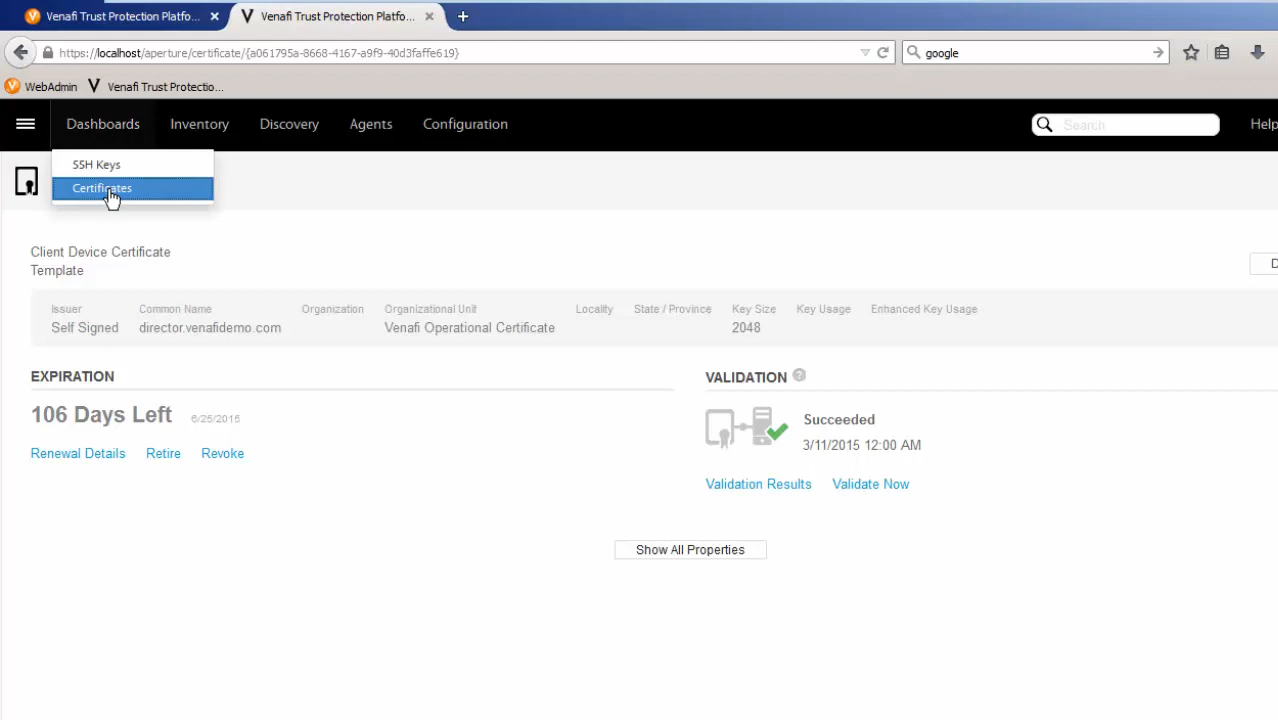 Venafi Trust Protection Platfo...
Venafi Trust Protection Platfo...
https://localhost/aperture/certificate/{a061795a-8668-4167-a9f9-40d3faffe619}
google
WebAdmin
Venafi Trust Protectio...
Dashboards
Inventory
Discovery
Agents
Configuration
Search
Help
SSH Keys
Certificates
Client Device Certificate
Template
D
Issuer
Common Name
Organization
Organizational Unit
Locality
State / Province
Key Size
Key Usage
Enhanced Key Usage
Self Signed
director.venafidemo.com
Venafi Operational Certificate
2048
EXPIRATION
106 Days Left
6/25/2015
Renewal Details
Retire
Revoke
VALIDATION ?
Succeeded
3/11/2015 12:00 AM
Validation Results
Validate Now
Show All Properties